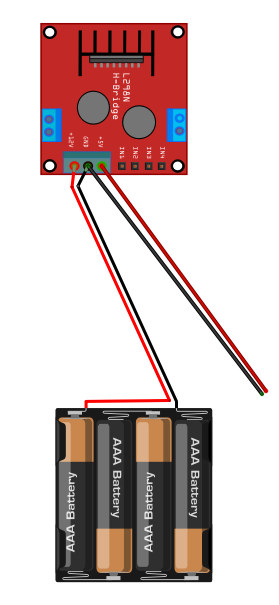 L298N
H-Bridge
+12V
GND
+5V
IN1
IN2
IN3
IN4
AAA Battery
AAA Battery
AAA Battery
AAA Battery